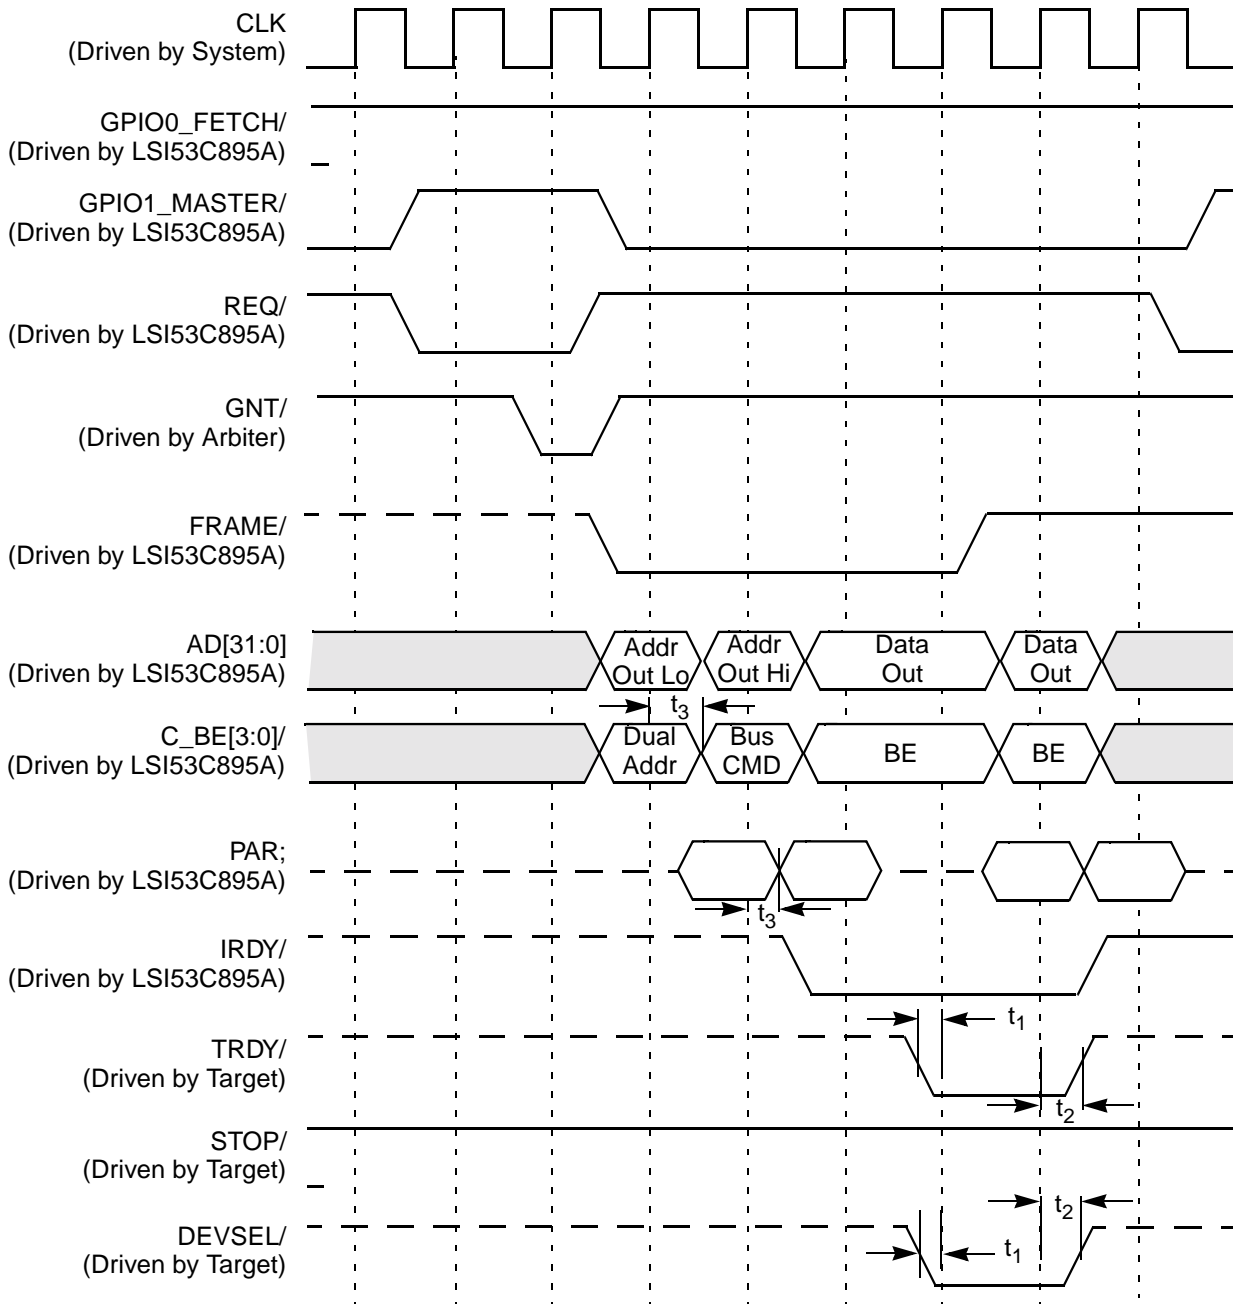 CLK
(Driven by System)
GPIO0_FETCH/
(Driven by LSI53C895A)
GPIO1_MASTER/
(Driven by LSI53C895A)
REQ/
(Driven by LSI53C895A)
GNT/
(Driven by Arbiter)
FRAME/
(Driven by LSI53C895A)
AD[31:0]
(Driven by LSI53C895A)
Addr
Out Lo
Addr
Out Hi
Data
Out
Data
Out
t3
C_BE[3:0]/
(Driven by LSI53C895A)
Dual
Addr
Bus
CMD
BE
BE
PAR;
(Driven by LSI53C895A)
t3
IRDY/
(Driven by LSI53C895A)
t1
TRDY/
(Driven by Target)
t2
STOP/
(Driven by Target)
t2
DEVSEL/
(Driven by Target)
t1